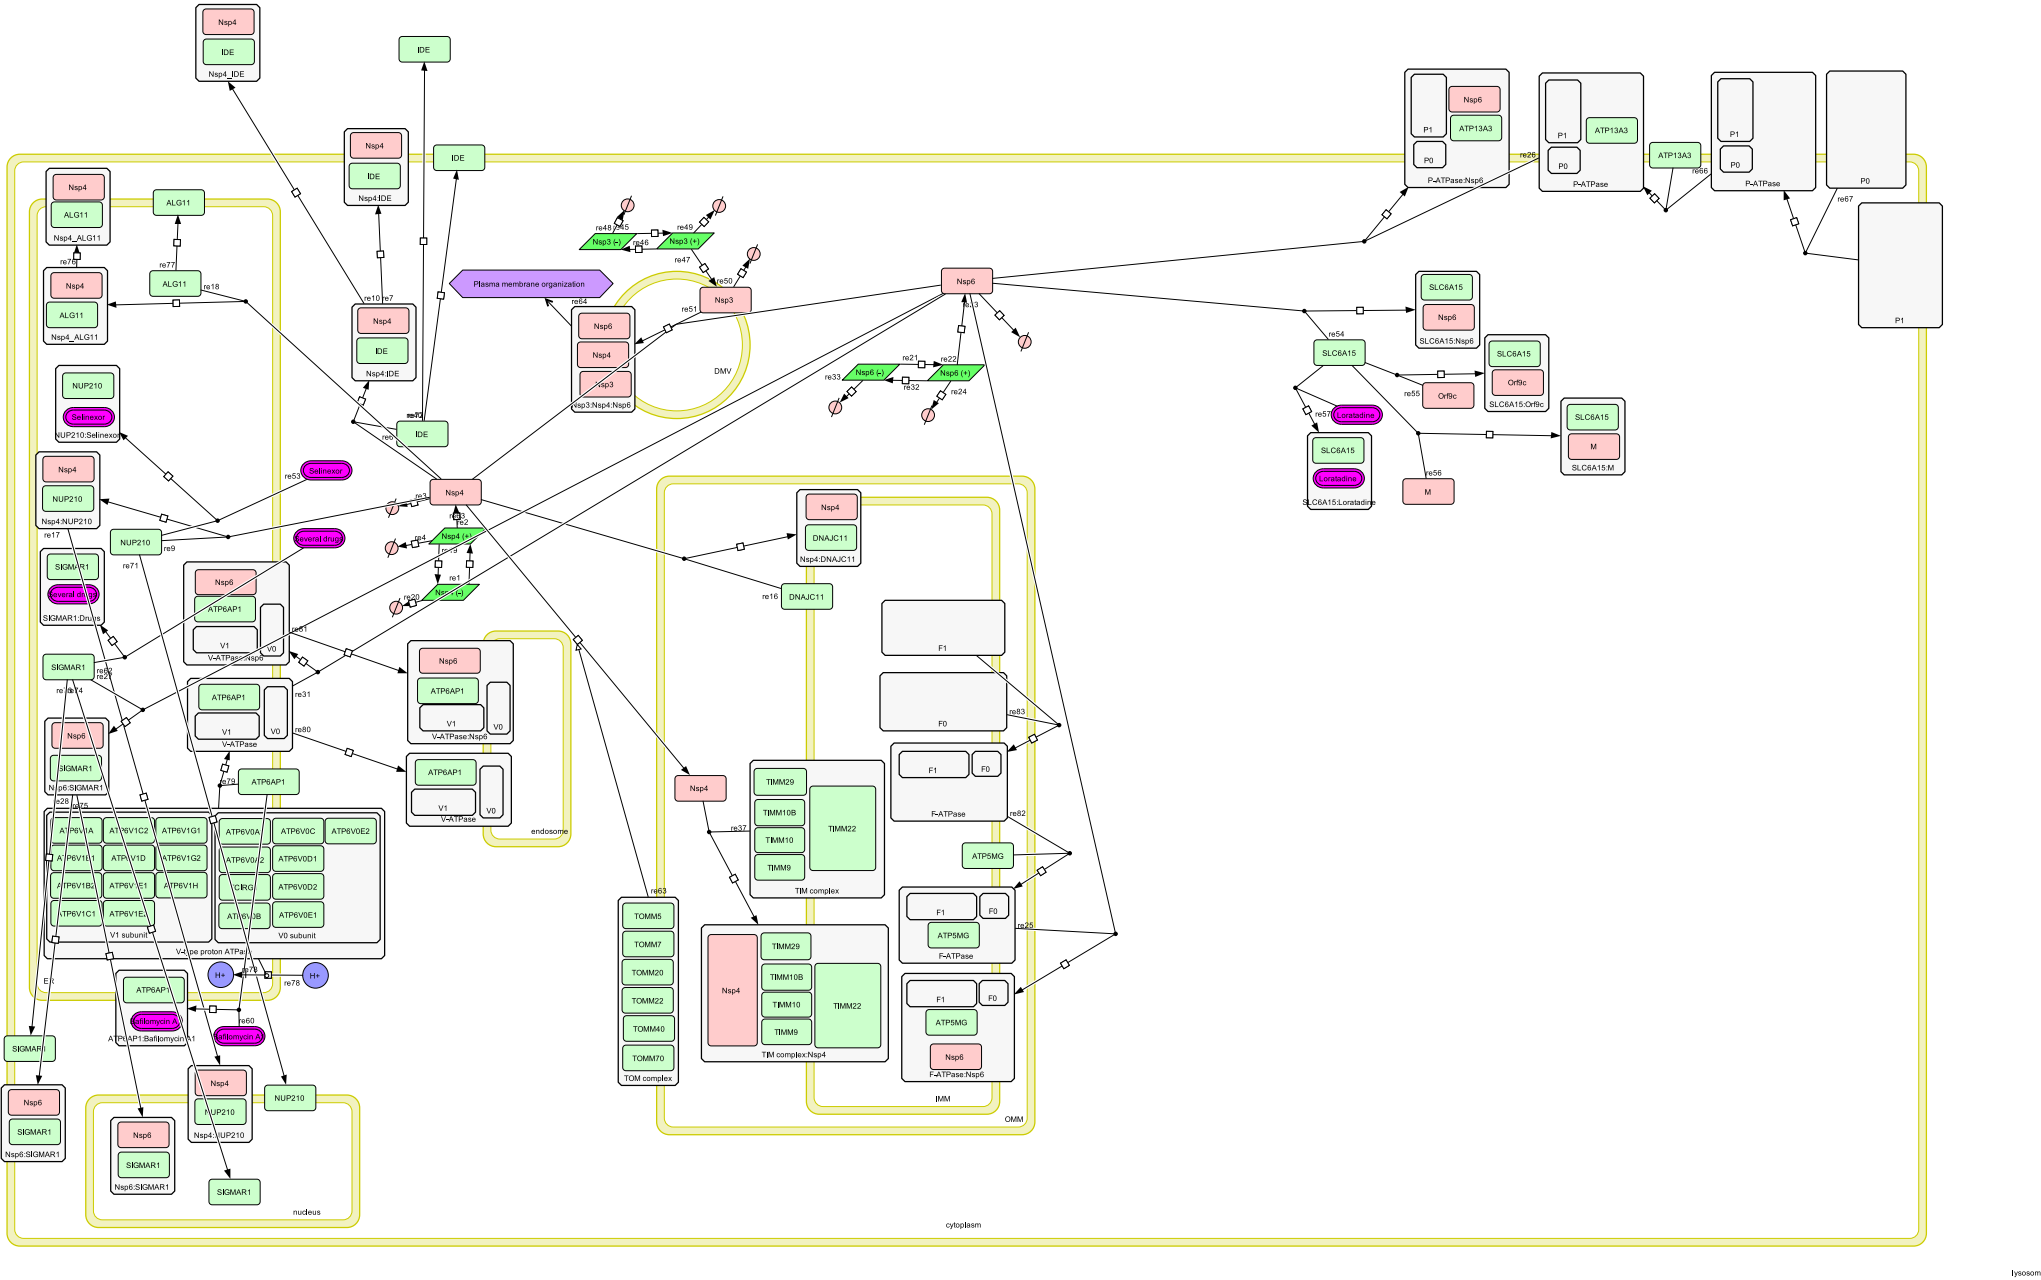 Nsp4
IDE
Nsp4_IDE
IDE
Nsp4
IDE
Nsp4:IDE
IDE
Nsp4
ALG11
Nsp4_ALG11
ALG11
re76
re77
Nsp4
ALG11
Nsp4_ALG11
ALG11
re18
re10
re7
Nsp4
IDE
Nsp4:IDE
IDE
re6
re48
re46
re49
Nsp3 (-)
Nsp3 (+)
re47
re50
Nsp3
re51
Plasma membrane organization
re64
Nsp6
Nsp4
Nsp3
Nsp3:Nsp4:Nsp6
DMV
Nsp6
re21
re22
re33
Nsp6 (-)
Nsp6 (+)
re32
re24
P1
P0
Nsp6
ATP13A3
P-ATPase:Nsp6
re26
P1
P0
ATP13A3
P-ATPase
ATP13A3
re66
P1
P0
P-ATPase
P0
re67
P1
SLC6A15
Nsp6
SLC6A15:Nsp6
re54
SLC6A15
SLC6A15
Orf9c
SLC6A15:Orf9c
Orf9c
re55
re57
Loratadine
SLC6A15
Loratadine
SLC6A15:Loratadine
SLC6A15
M
SLC6A15:M
re56
M
NUP210
Selinexor
NUP210:Selinexor
Nsp4
NUP210
Nsp4:NUP210
re17
re53
Selinexor
NUP210
re9
re71
Several drugs
Nsp4
re3
re2
re4
Nsp4 (+)
re1
re20
SIGMAR1
Several drugs
SIGMAR1:Drugs
SIGMAR1
Nsp6
ATP6AP1
V1
V0
V-ATPase:Nsp6
re81
re31
ATP6AP1
V1
V0
V-ATPase
re80
Nsp6
ATP6AP1
V1
V0
V-ATPase:Nsp6
ATP6AP1
V1
V0
V-ATPase
endosome
Nsp6
SIGMAR1
Nsp6:SIGMAR1
re28
re75
re79
ATP6AP1
ATP6V1A
ATP6V1C2
ATP6V1G1
ATP6V1B1
ATP6V1D
ATP6V1G2
ATP6V1B2
ATP6V1E1
ATP6V1H
ATP6V1C1
V1 subunit
ATP6V0C
ATP6V0E2
ATP6V0A2
ATP6V0D1
ATP6V0D2
ATP6V0B
ATP6V0E1
V0 subunit
H+
H+
re78
ER
ATP6AP1
ATP6AP1:Bafilomycin A1
re60
SIGMAR1
Nsp6
SIGMAR1
Nsp6:SIGMAR1
Nsp6
SIGMAR1
Nsp6:SIGMAR1
Nsp4
NUP210
Nsp4:NUP210
NUP210
SIGMAR1
nucleus
Nsp4
DNAJC11
Nsp4:DNAJC11
re16
DNAJC11
F1
F0
re83
F1
F0
F-ATPase
re82
ATP5MG
F1
F0
ATP5MG
F-ATPase
re25
F1
F0
ATP5MG
Nsp6
F-ATPase:Nsp6
Nsp4
re37
TIMM29
TIMM10B
TIMM10
TIMM9
TIMM22
TIM complex
Nsp4
TIMM29
TIMM10B
TIMM10
TIMM9
TIMM22
TIM complex:Nsp4
re63
TOMM5
TOMM7
TOMM20
TOMM22
TOMM40
TOMM70
TOM complex
IMM
OMM
cytoplasm
lysosom